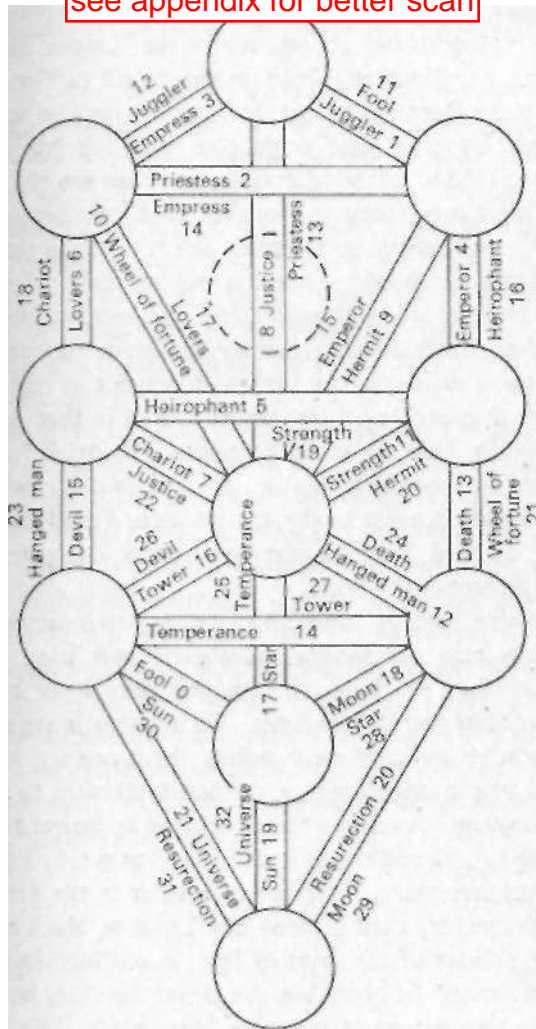 see appendix for better scan
12
Juggler
Empress 3
11
Fool
Juggler 1
Priestess 2
Empress
14
Priestess
13
10 Wheel of fortune
Lovers
17
8 Justice
15
Emperor
Hermit 9
18
Chariot
Lovers 6
Emperor 4
Heirophant
16
Heirophant 5
Strength
19
Chariot 7
Justice
22
Strength11
Hermit
20
23
Hanged man
Devil 15
26
Devil
Tower 16
25
Temperance
27
Tower
24
Death
Hanged man 12
Death 13
Wheel of
fortune
21
Temperance 14
17 Star
Fool 0
Sun
30
Moon 18
Star
28
21 Universe
Resurection
31
32
Universe
Sun 19
Resurection 20
Moon
29